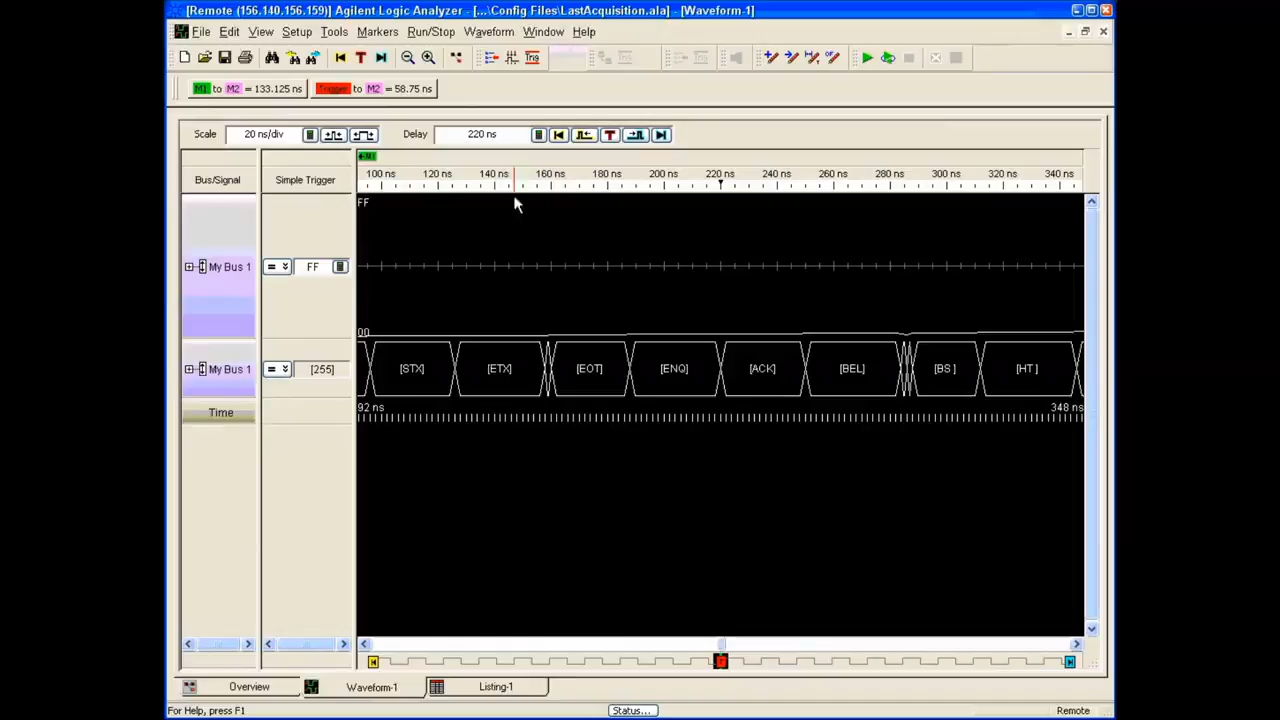 [Remote (156.140.156.159)] Agilent Logic Analyzer - [...\Config Files\LastAcquisition.ala] - [Waveform-1]
File Edit View Setup Tools Markers Run/Stop Waveform Window Help
T Trig Trig
M1 to M2 = 133.125 ns Trigger to M2 = 58.75 ns
Scale 20 ns/div Delay 220 ns T
M1
Bus/Signal Simple Trigger 100 ns 120 ns 140 ns 160 ns 180 ns 200 ns 220 ns 240 ns 260 ns 280 ns 300 ns 320 ns 340 ns
FF
My Bus 1 = FF
00
My Bus 1 = [255] [STX] [ETX] [EOT] [ENQ] [ACK] [BEL] [BS ] [HT ]
Time 92 ns 348 ns
T
Overview Waveform-1 Listing-1
For Help, press F1 Status... Remote